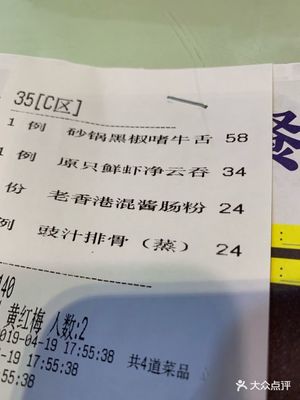 35[C区]
1 例 砂锅黑椒啫牛舌 58
例 原只鲜虾净云吞 34
份 老香港混酱肠粉 24
例 豉汁排骨(蒸) 24
140
黄红梅 人数:2
2019-04-19 17:55:38
-19 17:55:38 共4道菜品
55:38
大众点评